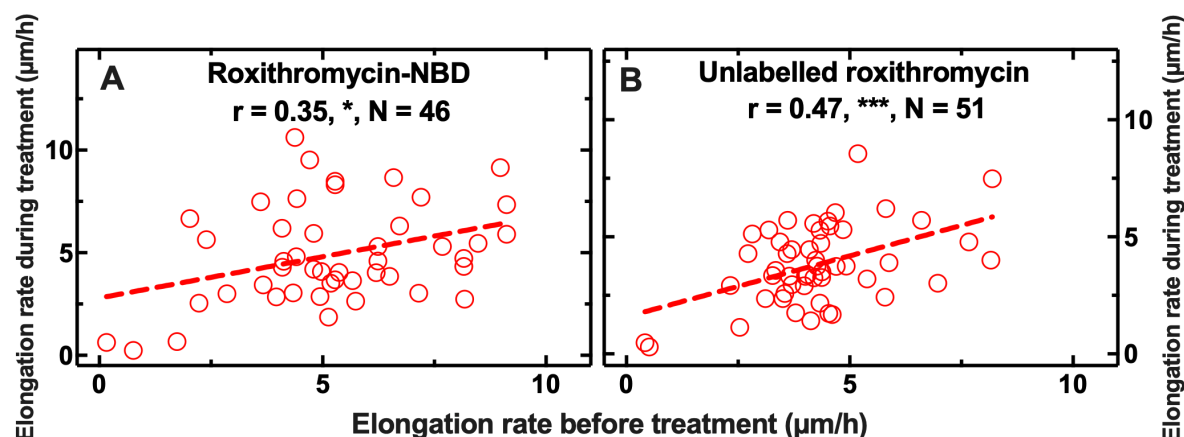 Elongation rate during treatment (µm/h)
A
Roxithromycin-NBD
r = 0.35, *, N = 46
10
5
0
0
5
10
B
Unlabelled roxithromycin
r = 0.47, ***, N = 51
10
5
0
0
5
10
Elongation rate during treatment (µm/h)
Elongation rate before treatment (µm/h)